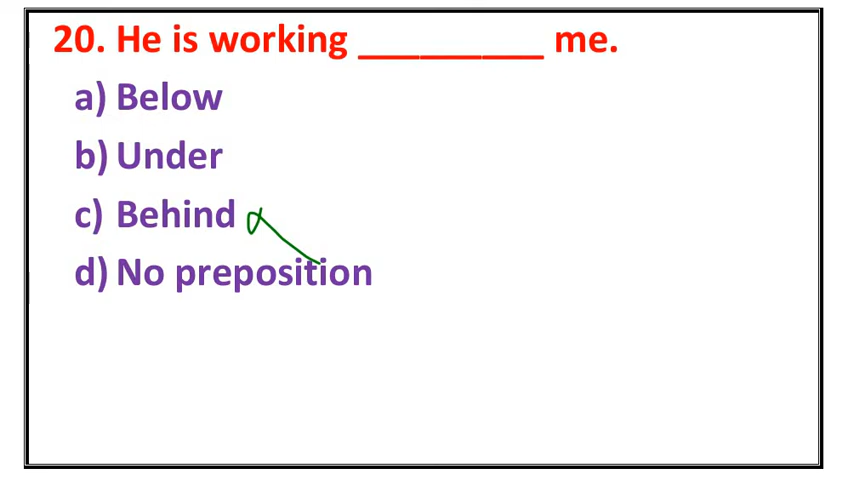 20. He is working _________ me.
a) Below
b) Under
c) Behind
d) No preposition